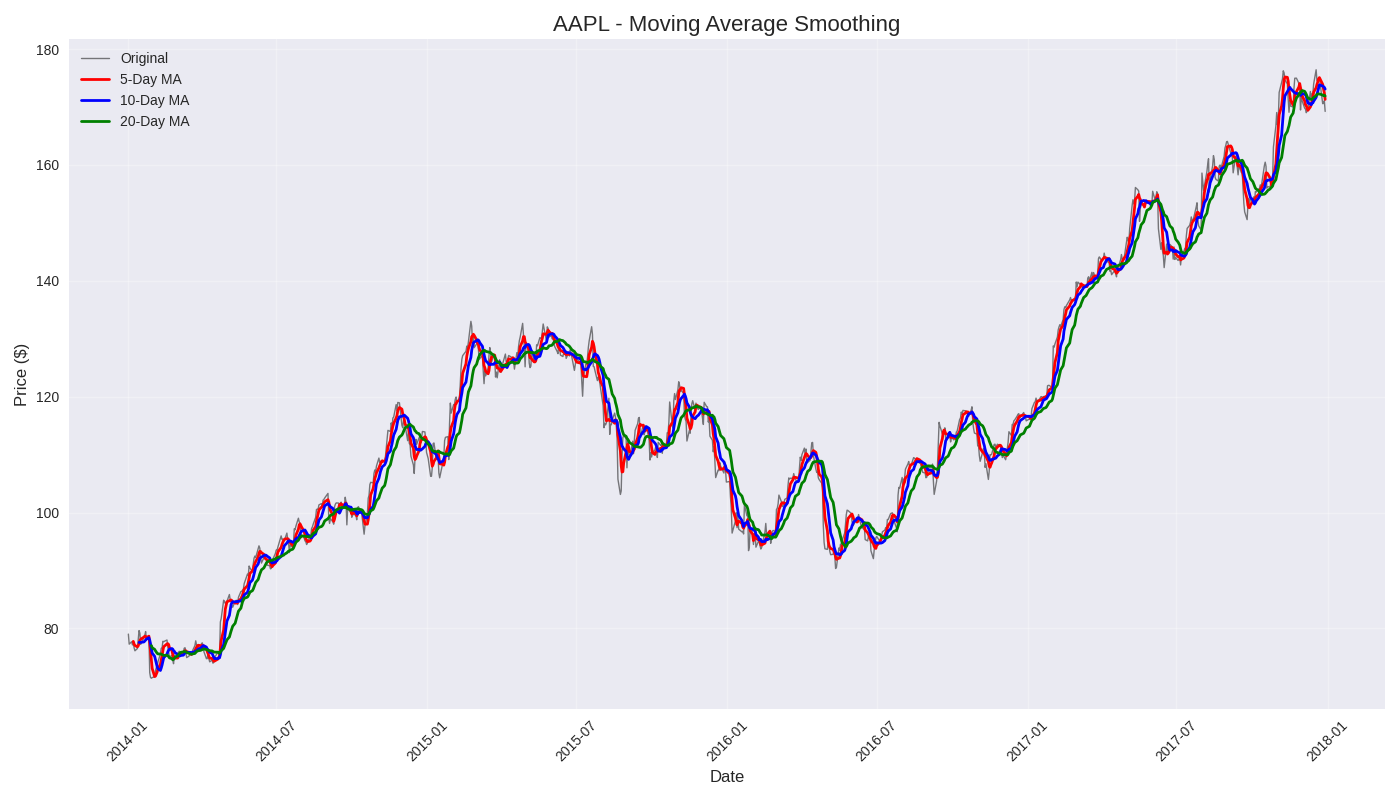 AAPL - Moving Average Smoothing
Original
5-Day MA
10-Day MA
20-Day MA
Price ($)
180
160
140
120
100
80
2014-01
2014-07
2015-01
2015-07
2016-01
2016-07
2017-01
2017-07
2018-01
Date